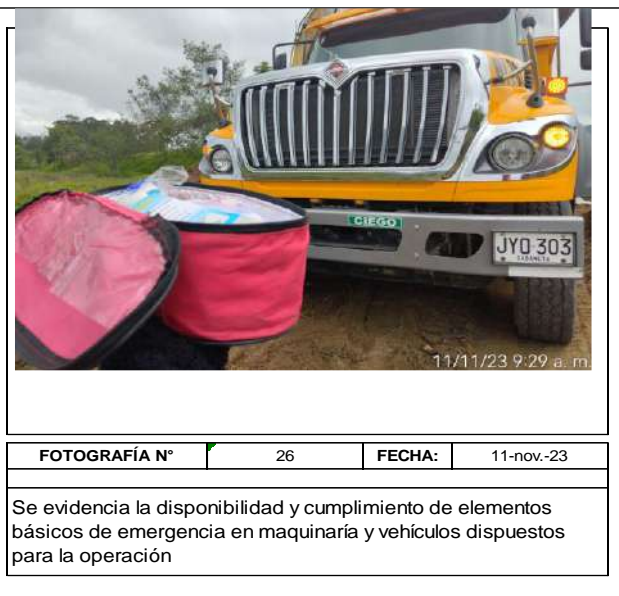 CIEGO
JYO 303
SABANETA
11/11/23 9:29 a. m.
FOTOGRAFÍA N° 26 FECHA: 11-nov.-23
Se evidencia la disponibilidad y cumplimiento de elementos
básicos de emergencia en maquinaría y vehículos dispuestos
para la operación